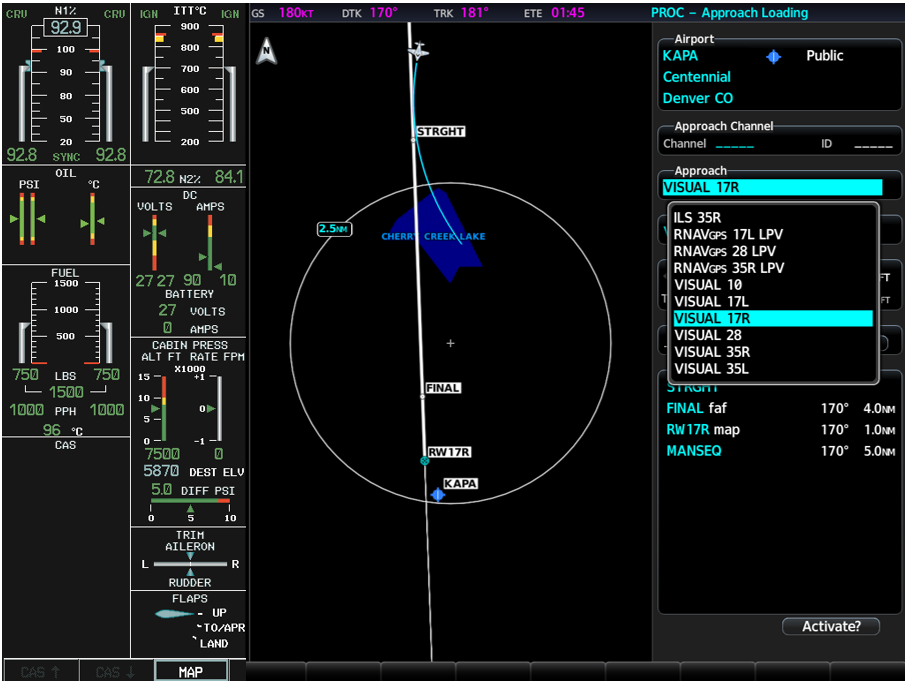 GS 180KT DTK 170° TRK 181° ETE 01:45
PROC – Approach Loading
CRU N1% CRU
92.9
100
90
80
50
20
92.8 SYNC 92.8
IGN ITT°C IGN
900
800
700
600
500
200
72.8 N2% 84.1
OIL
PSI °C
DC
VOLTS AMPS
27 27 90 10
BATTERY
27 VOLTS
0 AMPS
FUEL
1500
1000
500
750 LBS 750
1500
1000 PPH 1000
96 °C
CAS
CABIN PRESS
ALT FT RATE FPM
X1000
15 +1
10
0
5
0 -1
7500 0
5870 DEST ELV
5.0 DIFF PSI
0 5 10
TRIM
AILERON
L R
RUDDER
FLAPS
UP
TO/APR
LAND
CAS ↑ CAS ↓ MAP
N
STRGHT
2.5NM
CHERRY CREEK LAKE
FINAL
RW17R
KAPA
Airport
KAPA Public
Centennial
Denver CO
Approach Channel
Channel _____ ID _____
Approach
VISUAL 17R
ILS 35R
RNAVGPS 17L LPV
RNAVGPS 28 LPV
RNAVGPS 35R LPV
VISUAL 10
VISUAL 17L
VISUAL 17R
VISUAL 28
VISUAL 35R
VISUAL 35L
FT
FT
STRGHT
FINAL faf 170° 4.0NM
RW17R map 170° 1.0NM
MANSEQ 170° 5.0NM
Activate?